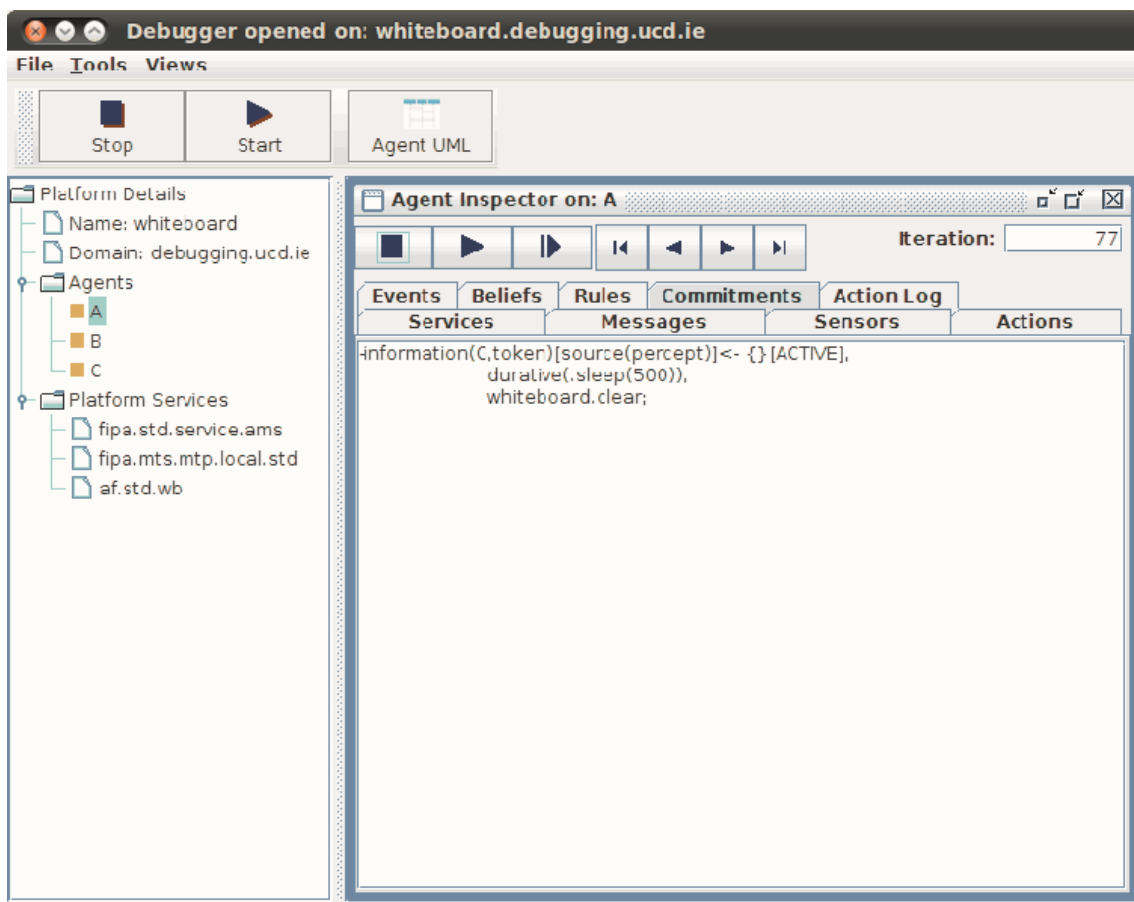 Debugger opened on: whiteboard.debugging.ucd.ie
File Tools Views
Stop Start Agent UML
Platform Details
Name: whiteboard
Domain: debugging.ucd.ie
Agents
A
B
C
Platform Services
fipa.std.service.ams
fipa.mts.mtp.local.std
af.std.wb
Agent Inspector on: A
Iteration: 77
Events Beliefs Rules Commitments Action Log
Services Messages Sensors Actions
-information(C,token)[source(percept)]<- {}[ACTIVE],
durative(.sleep(500)),
whiteboard.clear;